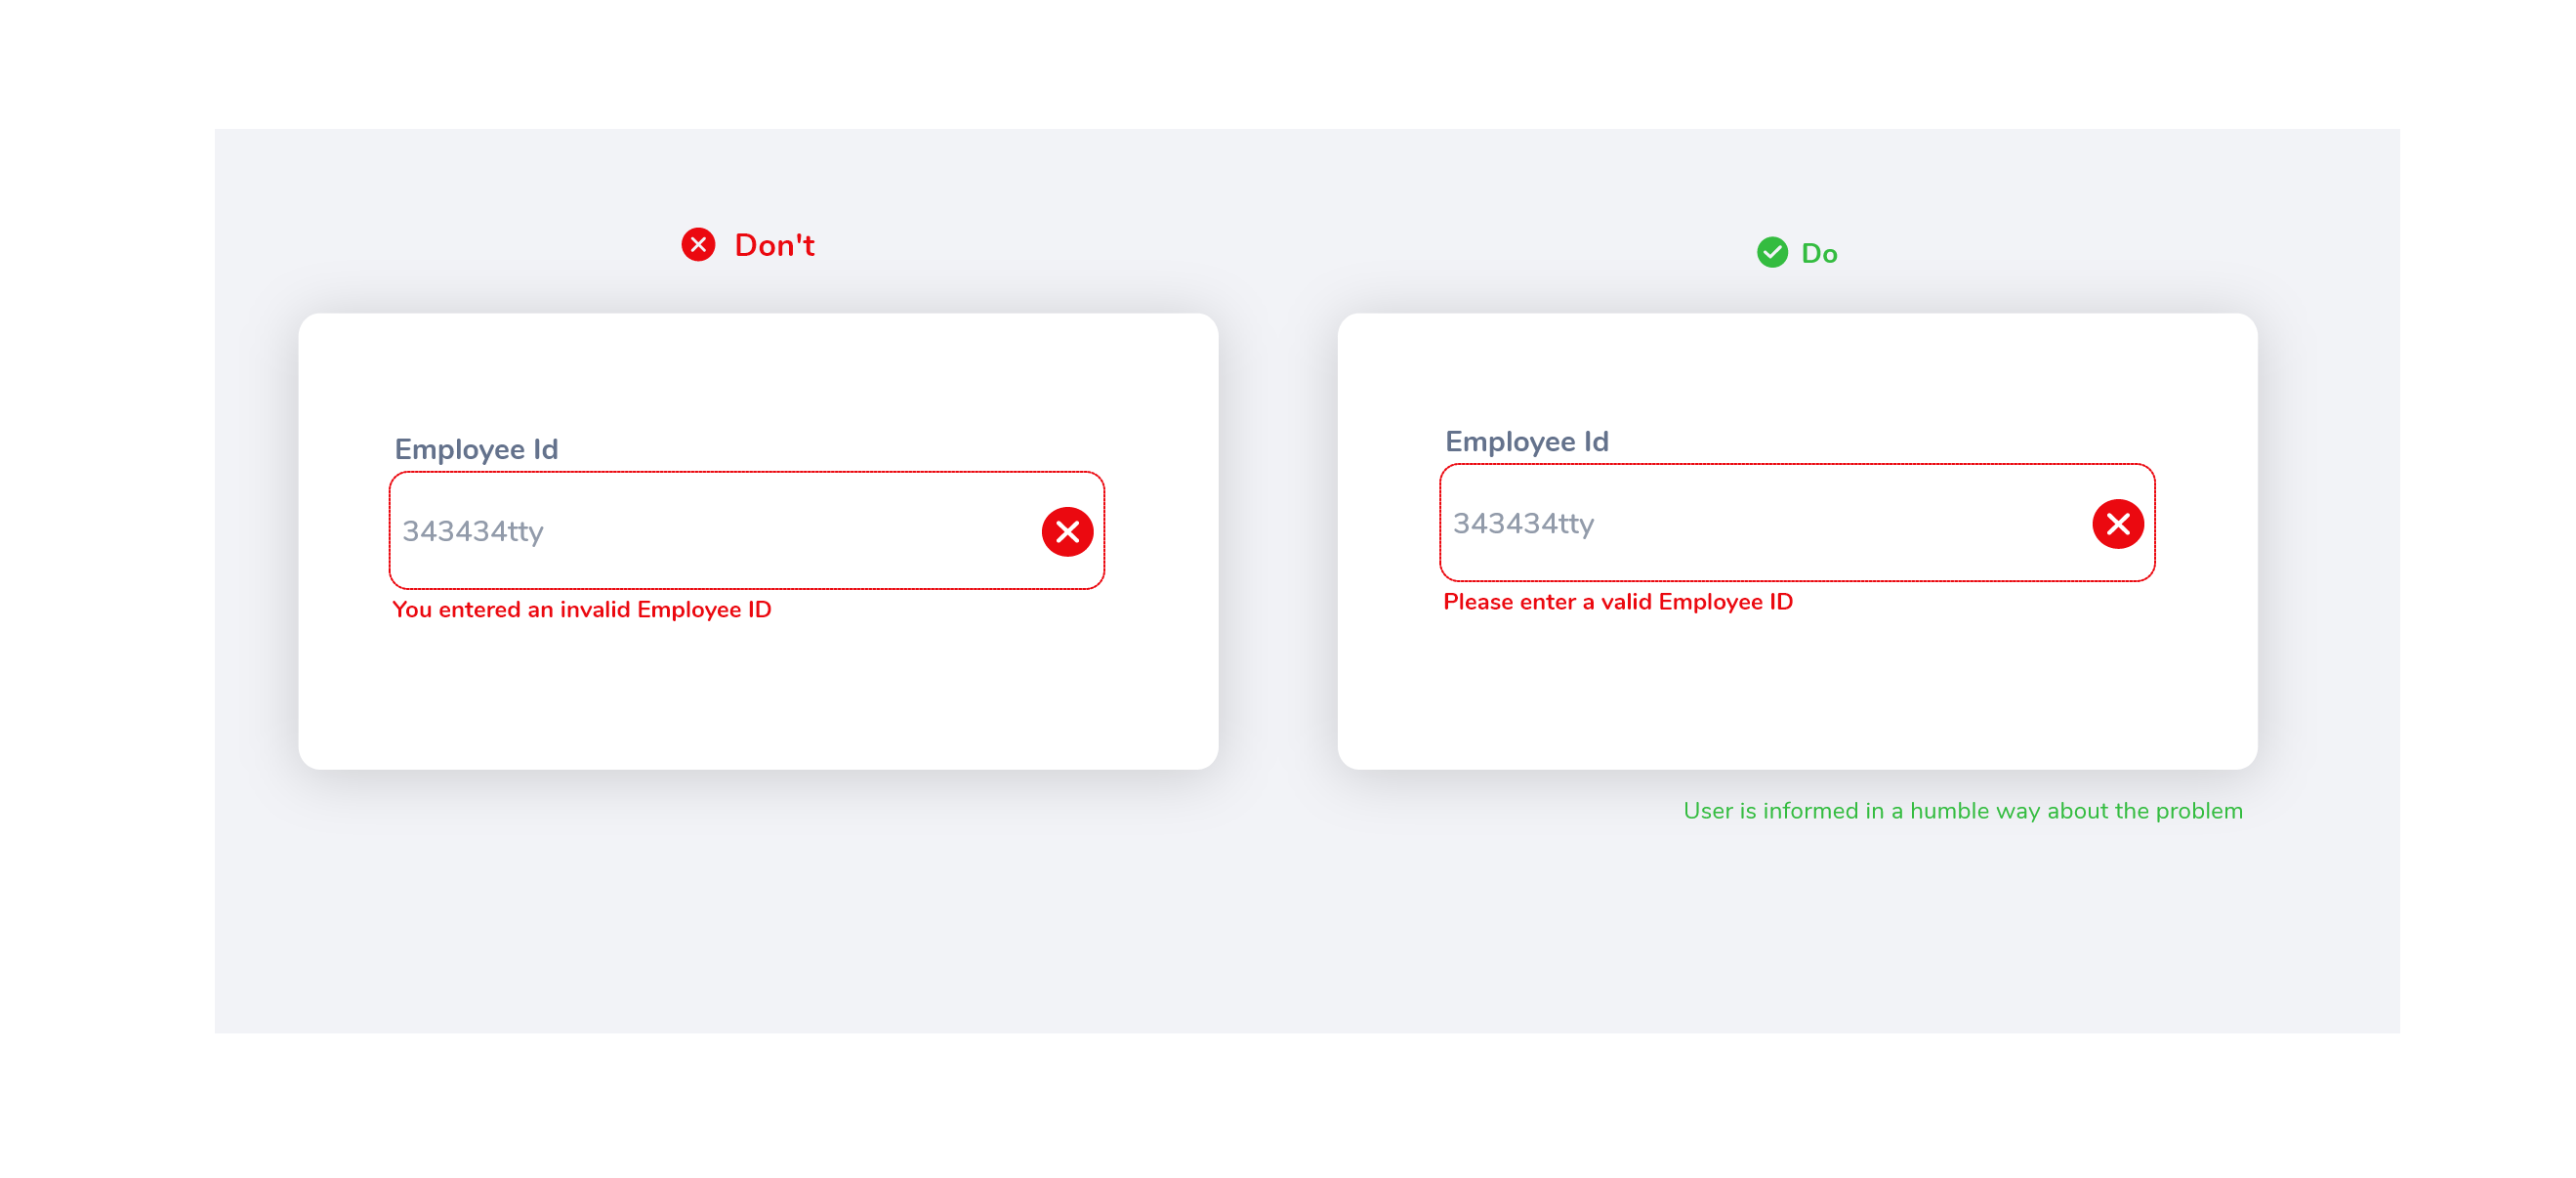 Don't
Employee Id
343434tty
You entered an invalid Employee ID
Do
Employee Id
343434tty
Please enter a valid Employee ID
User is informed in a humble way about the problem